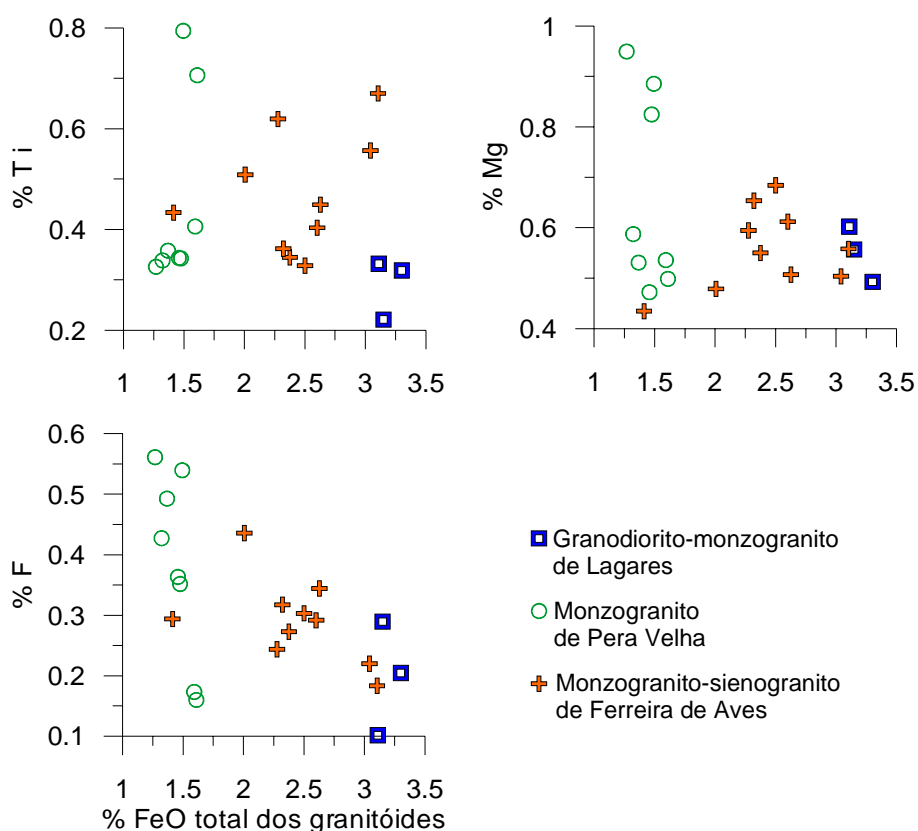 0.8
0.6
0.4
0.2
% T i
1 1.5 2 2.5 3 3.5
1
0.8
0.6
0.4
% Mg
1 1.5 2 2.5 3 3.5
0.6
0.5
0.4
0.3
0.2
0.1
% F
1 1.5 2 2.5 3 3.5
% FeO total dos granitóides
Granodiorito-monzogranito
de Lagares
Monzogranito
de Pera Velha
Monzogranito-sienogranito
de Ferreira de Aves